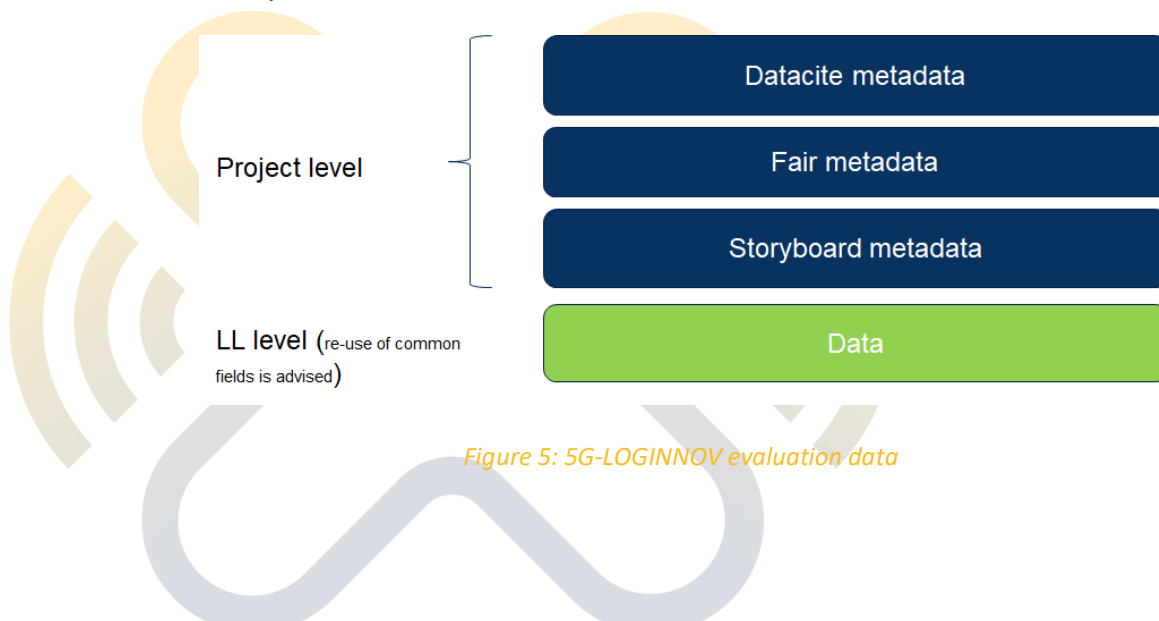 Datacite metadata
Project level
Fair metadata
Storyboard metadata
LL level (re-use of common
fields is advised)
Data
Figure 5: 5G-LOGINNOV evaluation data